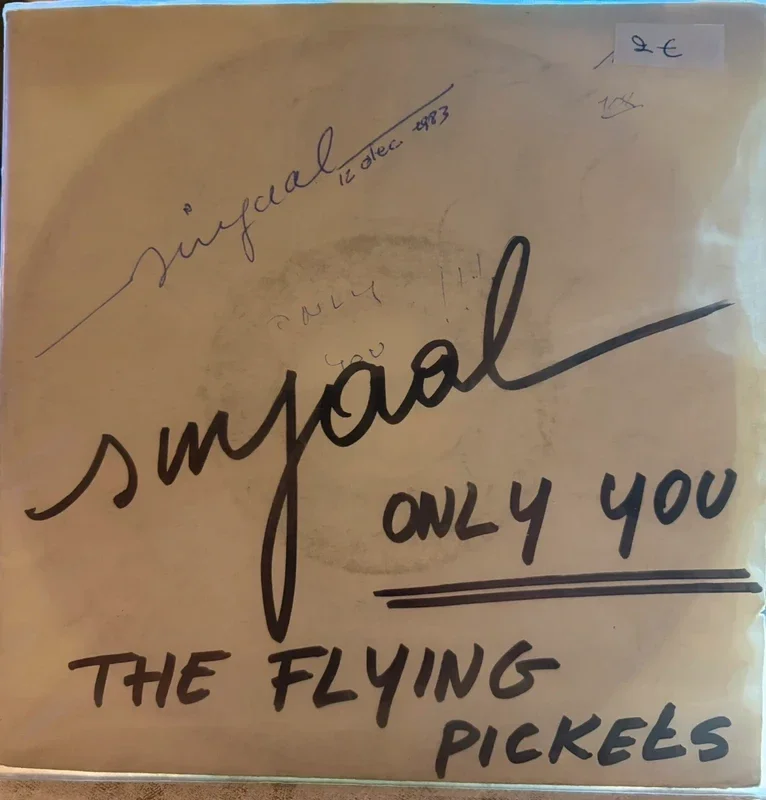 2 €
sinjaal
12 dec 1983
ONLY !!!
YOU
sinjaal
ONLY YOU
THE FLYING
PICKETS